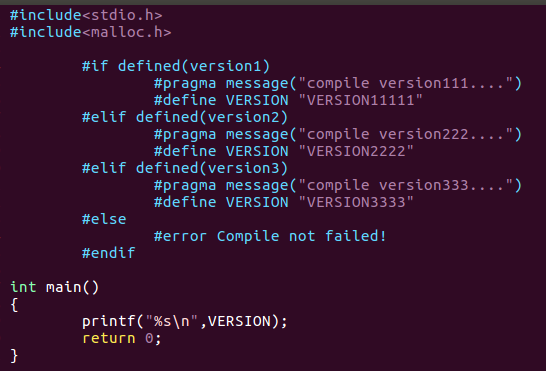 #include<stdio.h>
#include<malloc.h>
#if defined(version1)
#pragma message("compile version111....")
#define VERSION "VERSION11111"
#elif defined(version2)
#pragma message("compile version222....")
#define VERSION "VERSION2222"
#elif defined(version3)
#pragma message("compile version333....")
#define VERSION "VERSION3333"
#else
#error Compile not failed!
#endif
int main()
{
printf("%s\n",VERSION);
return 0;
}